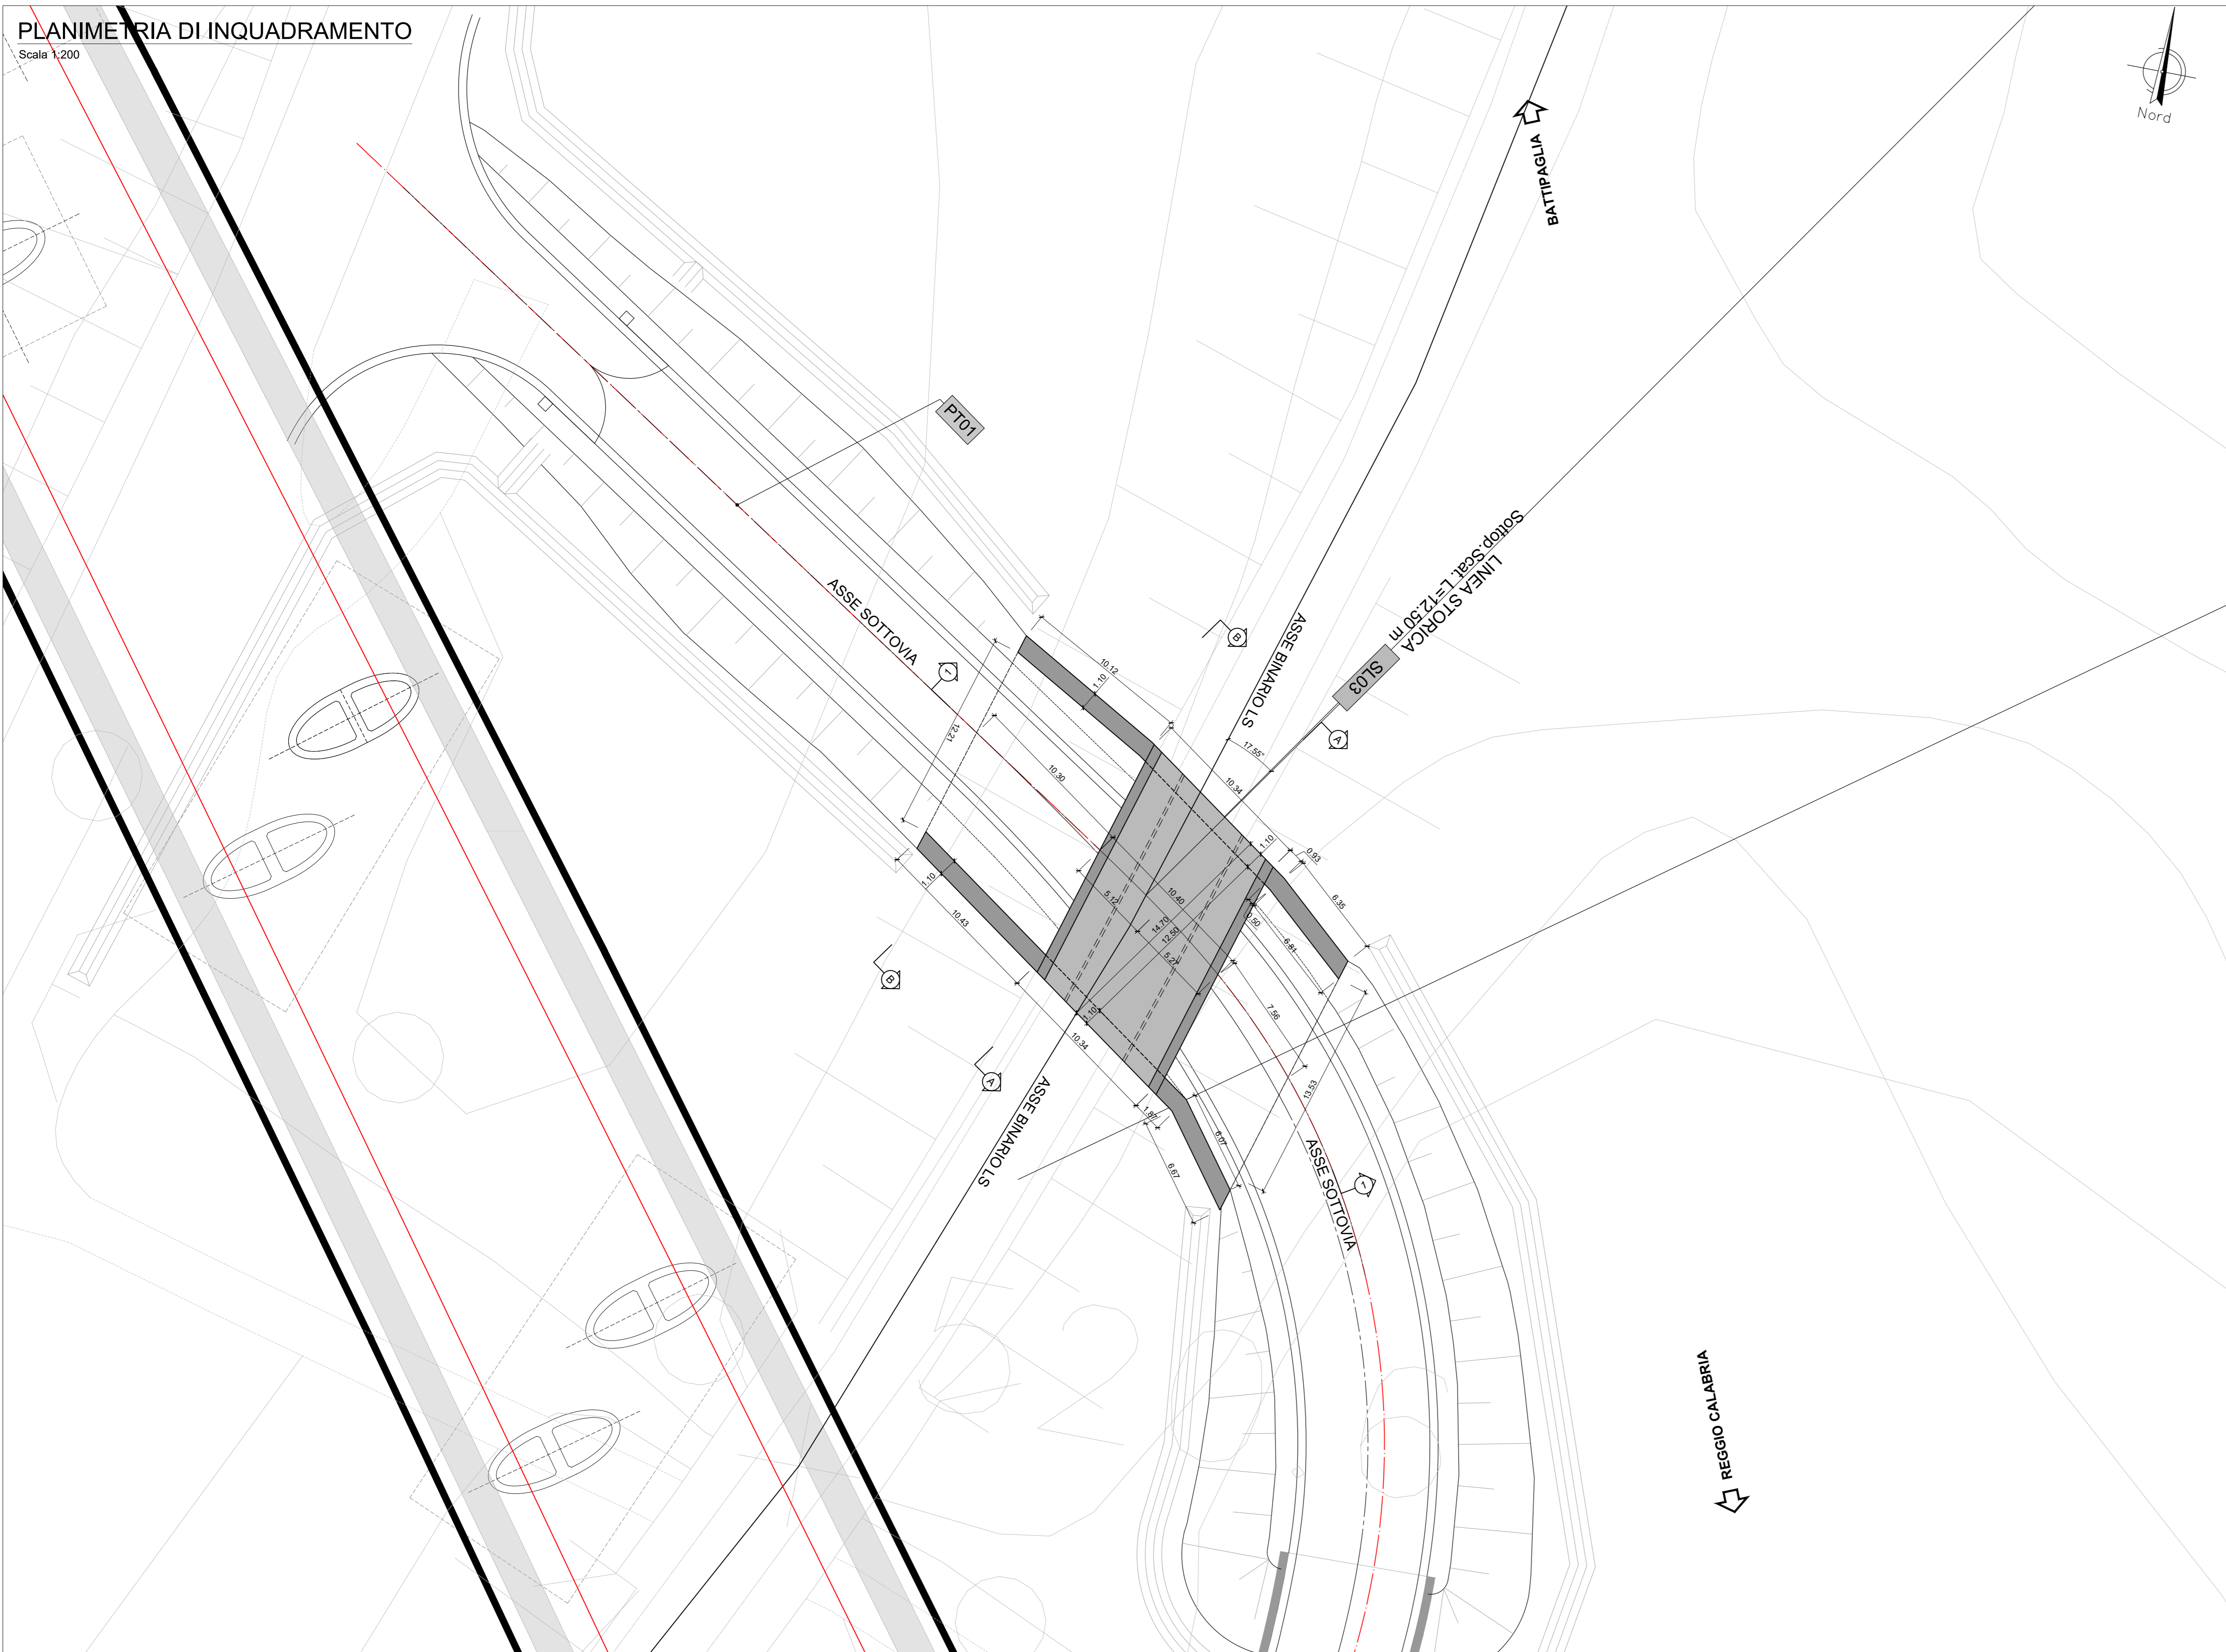 PLANIMETRIA DI INQUADRAMENTO
Scala 1:200
Nord
BATTIPAGLIA
PT01
ASSE SOTTOVIA
1
B
ASSE BINARIO LS
LINEA STORICA
Sottop.Scat. L=12.50 m
SL03
A
10.12
1.10
12.21
10.30
17.55°
10.34
1.10
0.93
6.35
5.12
10.40
14.70
12.50
5.27
0.50
6.81
1.10
10.43
B
A
1.10
10.34
7.56
13.53
1.87
6.67
6.07
ASSE BINARIO LS
ASSE SOTTOVIA
1
REGGIO CALABRIA